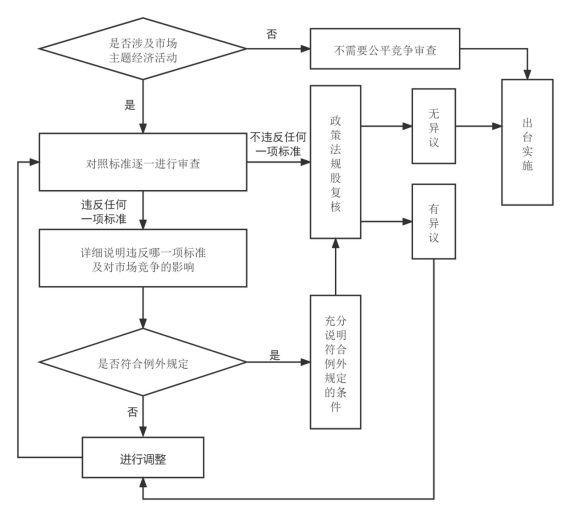 是否涉及市场
主题经济活动
否
不需要公平竞争审查
是
对照标准逐一进行审查
不违反任何
一项标准
政策法规股复核
无异议
出台实施
有异议
违反任何
一项标准
详细说明违反哪一项标准
及对市场竞争的影响
是否符合例外规定
是
充分
说明
符合
例外
规定
的条
件
否
进行调整